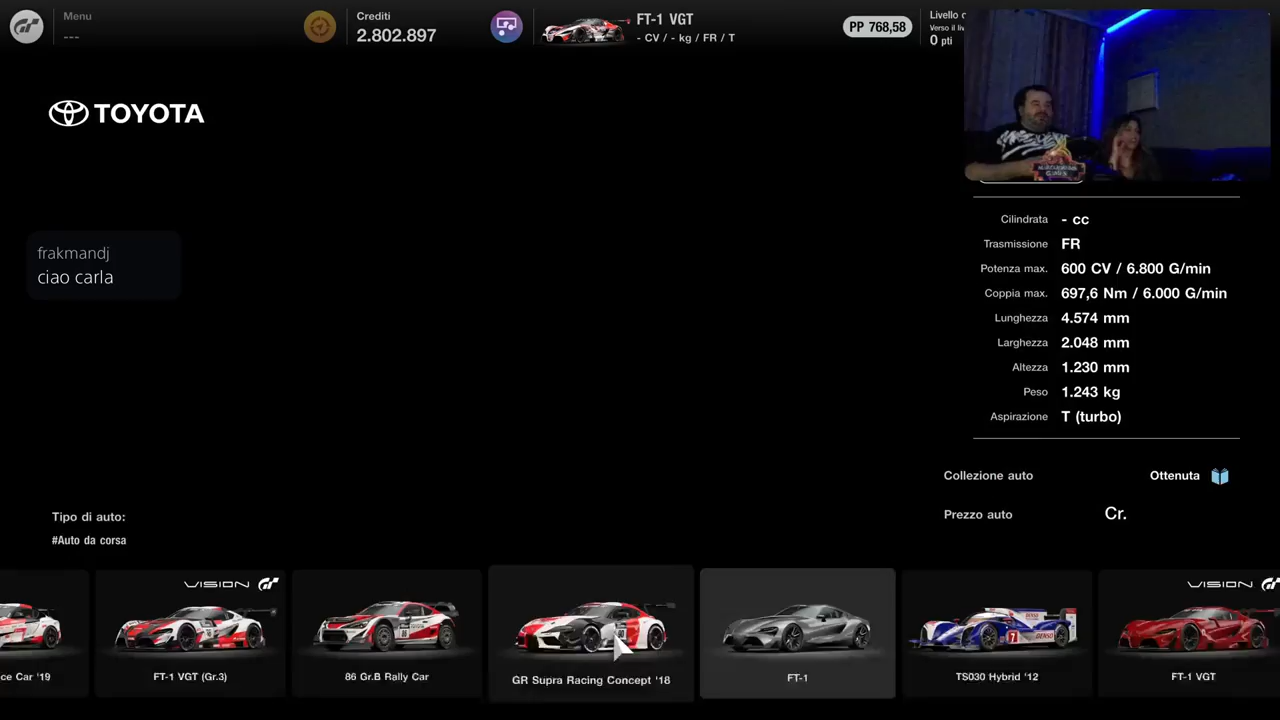 Menu
---
Crediti
2.802.897
FT-1 VGT
- CV / - kg / FR / T
PP 768,58
Livello
Verso il
0 pti
TOYOTA
frakmandj
ciao carla
Cilindrata - cc
Trasmissione FR
Potenza max. 600 CV / 6.800 G/min
Coppia max. 697,6 Nm / 6.000 G/min
Lunghezza 4.574 mm
Larghezza 2.048 mm
Altezza 1.230 mm
Peso 1.243 kg
Aspirazione T (turbo)
Collezione auto Ottenuta
Prezzo auto Cr.
Tipo di auto:
#Auto da corsa
VISION GT
VISION GT
ce Car '19
FT-1 VGT (Gr.3)
86 Gr.B Rally Car
GR Supra Racing Concept '18
FT-1
TS030 Hybrid '12
FT-1 VGT